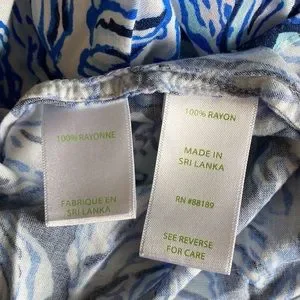 100% RAYONNE
FABRIQUE EN
SRI LANKA
100% RAYON
MADE IN
SRI LANKA
RN #88189
SEE REVERSE
FOR CARE